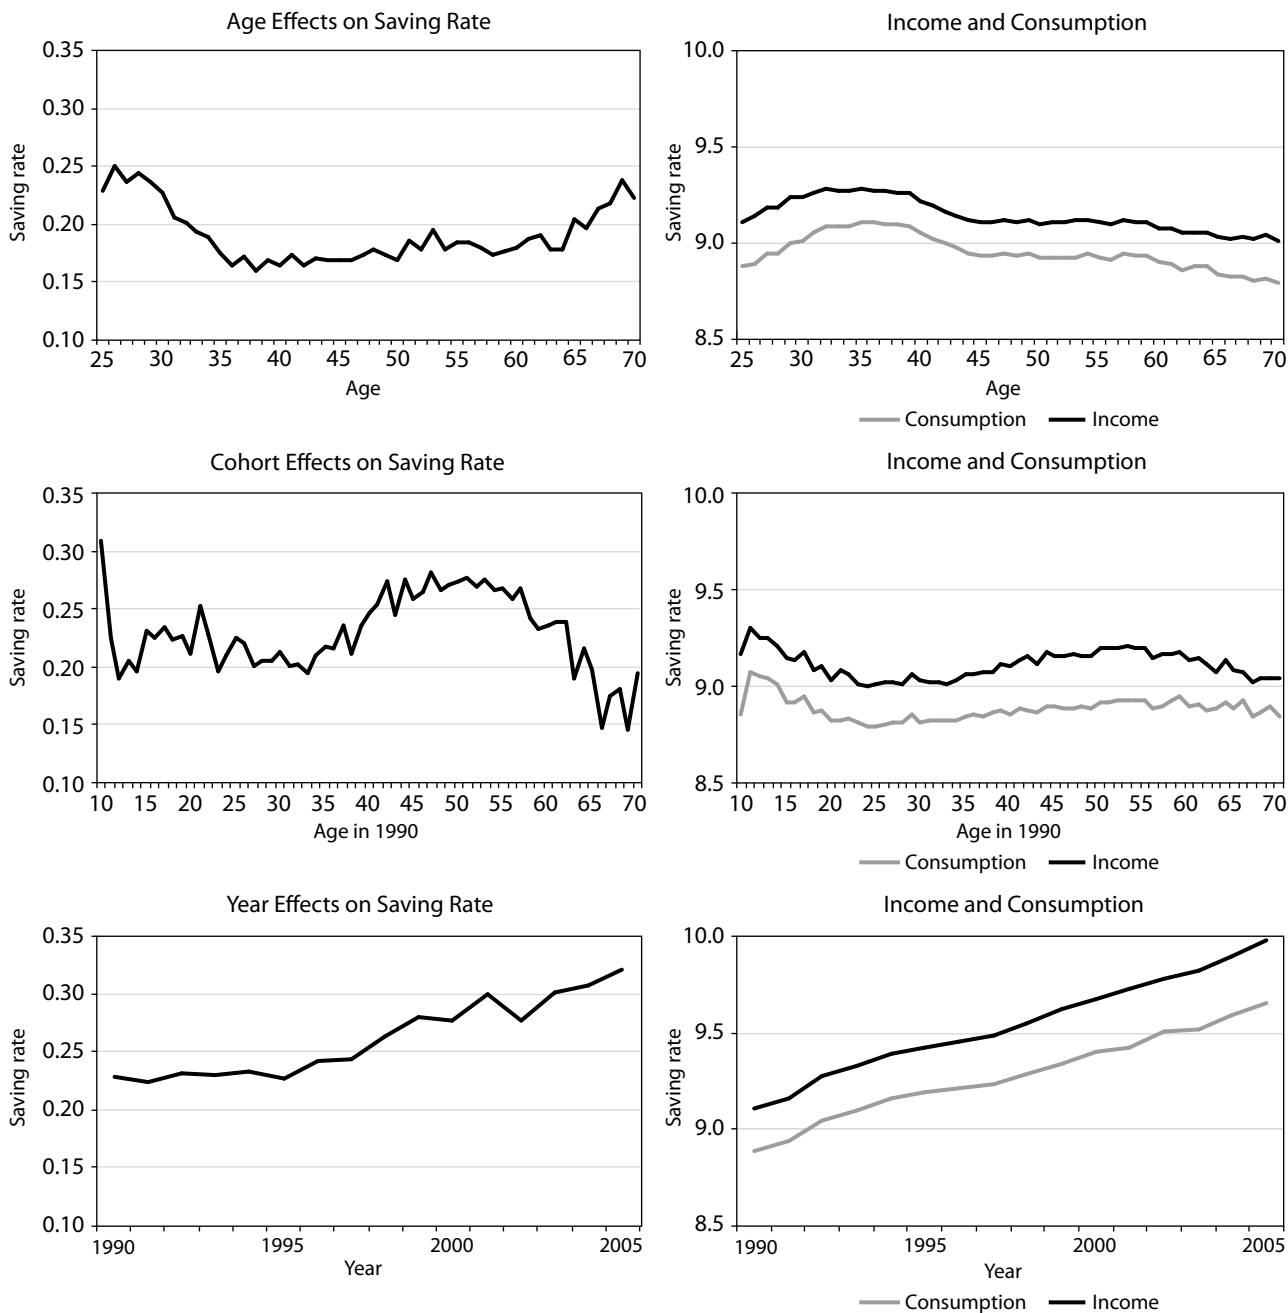 Age Effects on Saving Rate
0.35
0.30
0.25
0.20
0.15
0.10
Saving rate
25 30 35 40 45 50 55 60 65 70
Age
Income and Consumption
10.0
9.5
9.0
8.5
Saving rate
25 30 35 40 45 50 55 60 65 70
Age
Consumption Income
Cohort Effects on Saving Rate
0.35
0.30
0.25
0.20
0.15
0.10
Saving rate
10 15 20 25 30 35 40 45 50 55 60 65 70
Age in 1990
Income and Consumption
10.0
9.5
9.0
8.5
Saving rate
10 15 20 25 30 35 40 45 50 55 60 65 70
Age in 1990
Consumption Income
Year Effects on Saving Rate
0.35
0.30
0.25
0.20
0.15
0.10
Saving rate
1990 1995 2000 2005
Year
Income and Consumption
10.0
9.5
9.0
8.5
Saving rate
1990 1995 2000 2005
Year
Consumption Income